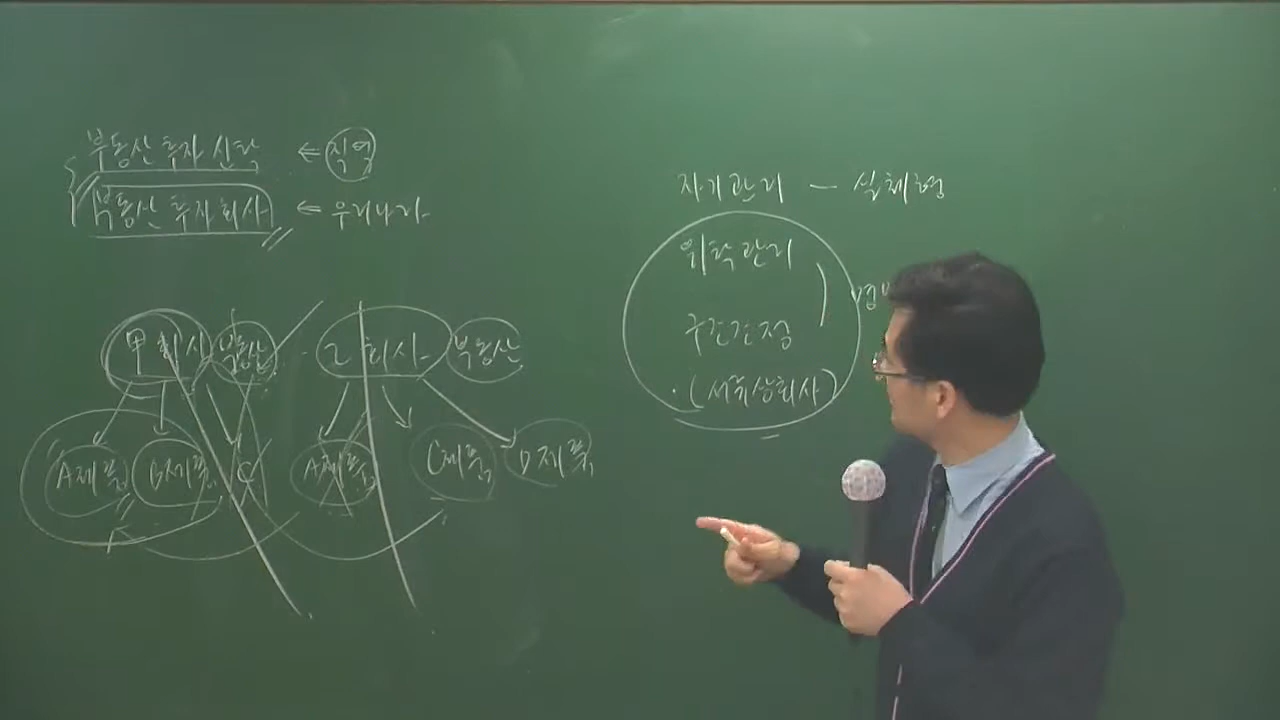 부동산 투자 신탁 ⇐ 직역
부동산 투자회사 ⇐ 우리나라
甲 회사 부동산
乙 회사 부동산
A제품 B제품 C
A제품 C제품 D제품
자기관리 — 실체형
위탁관리
구조조정
(서류상회사)